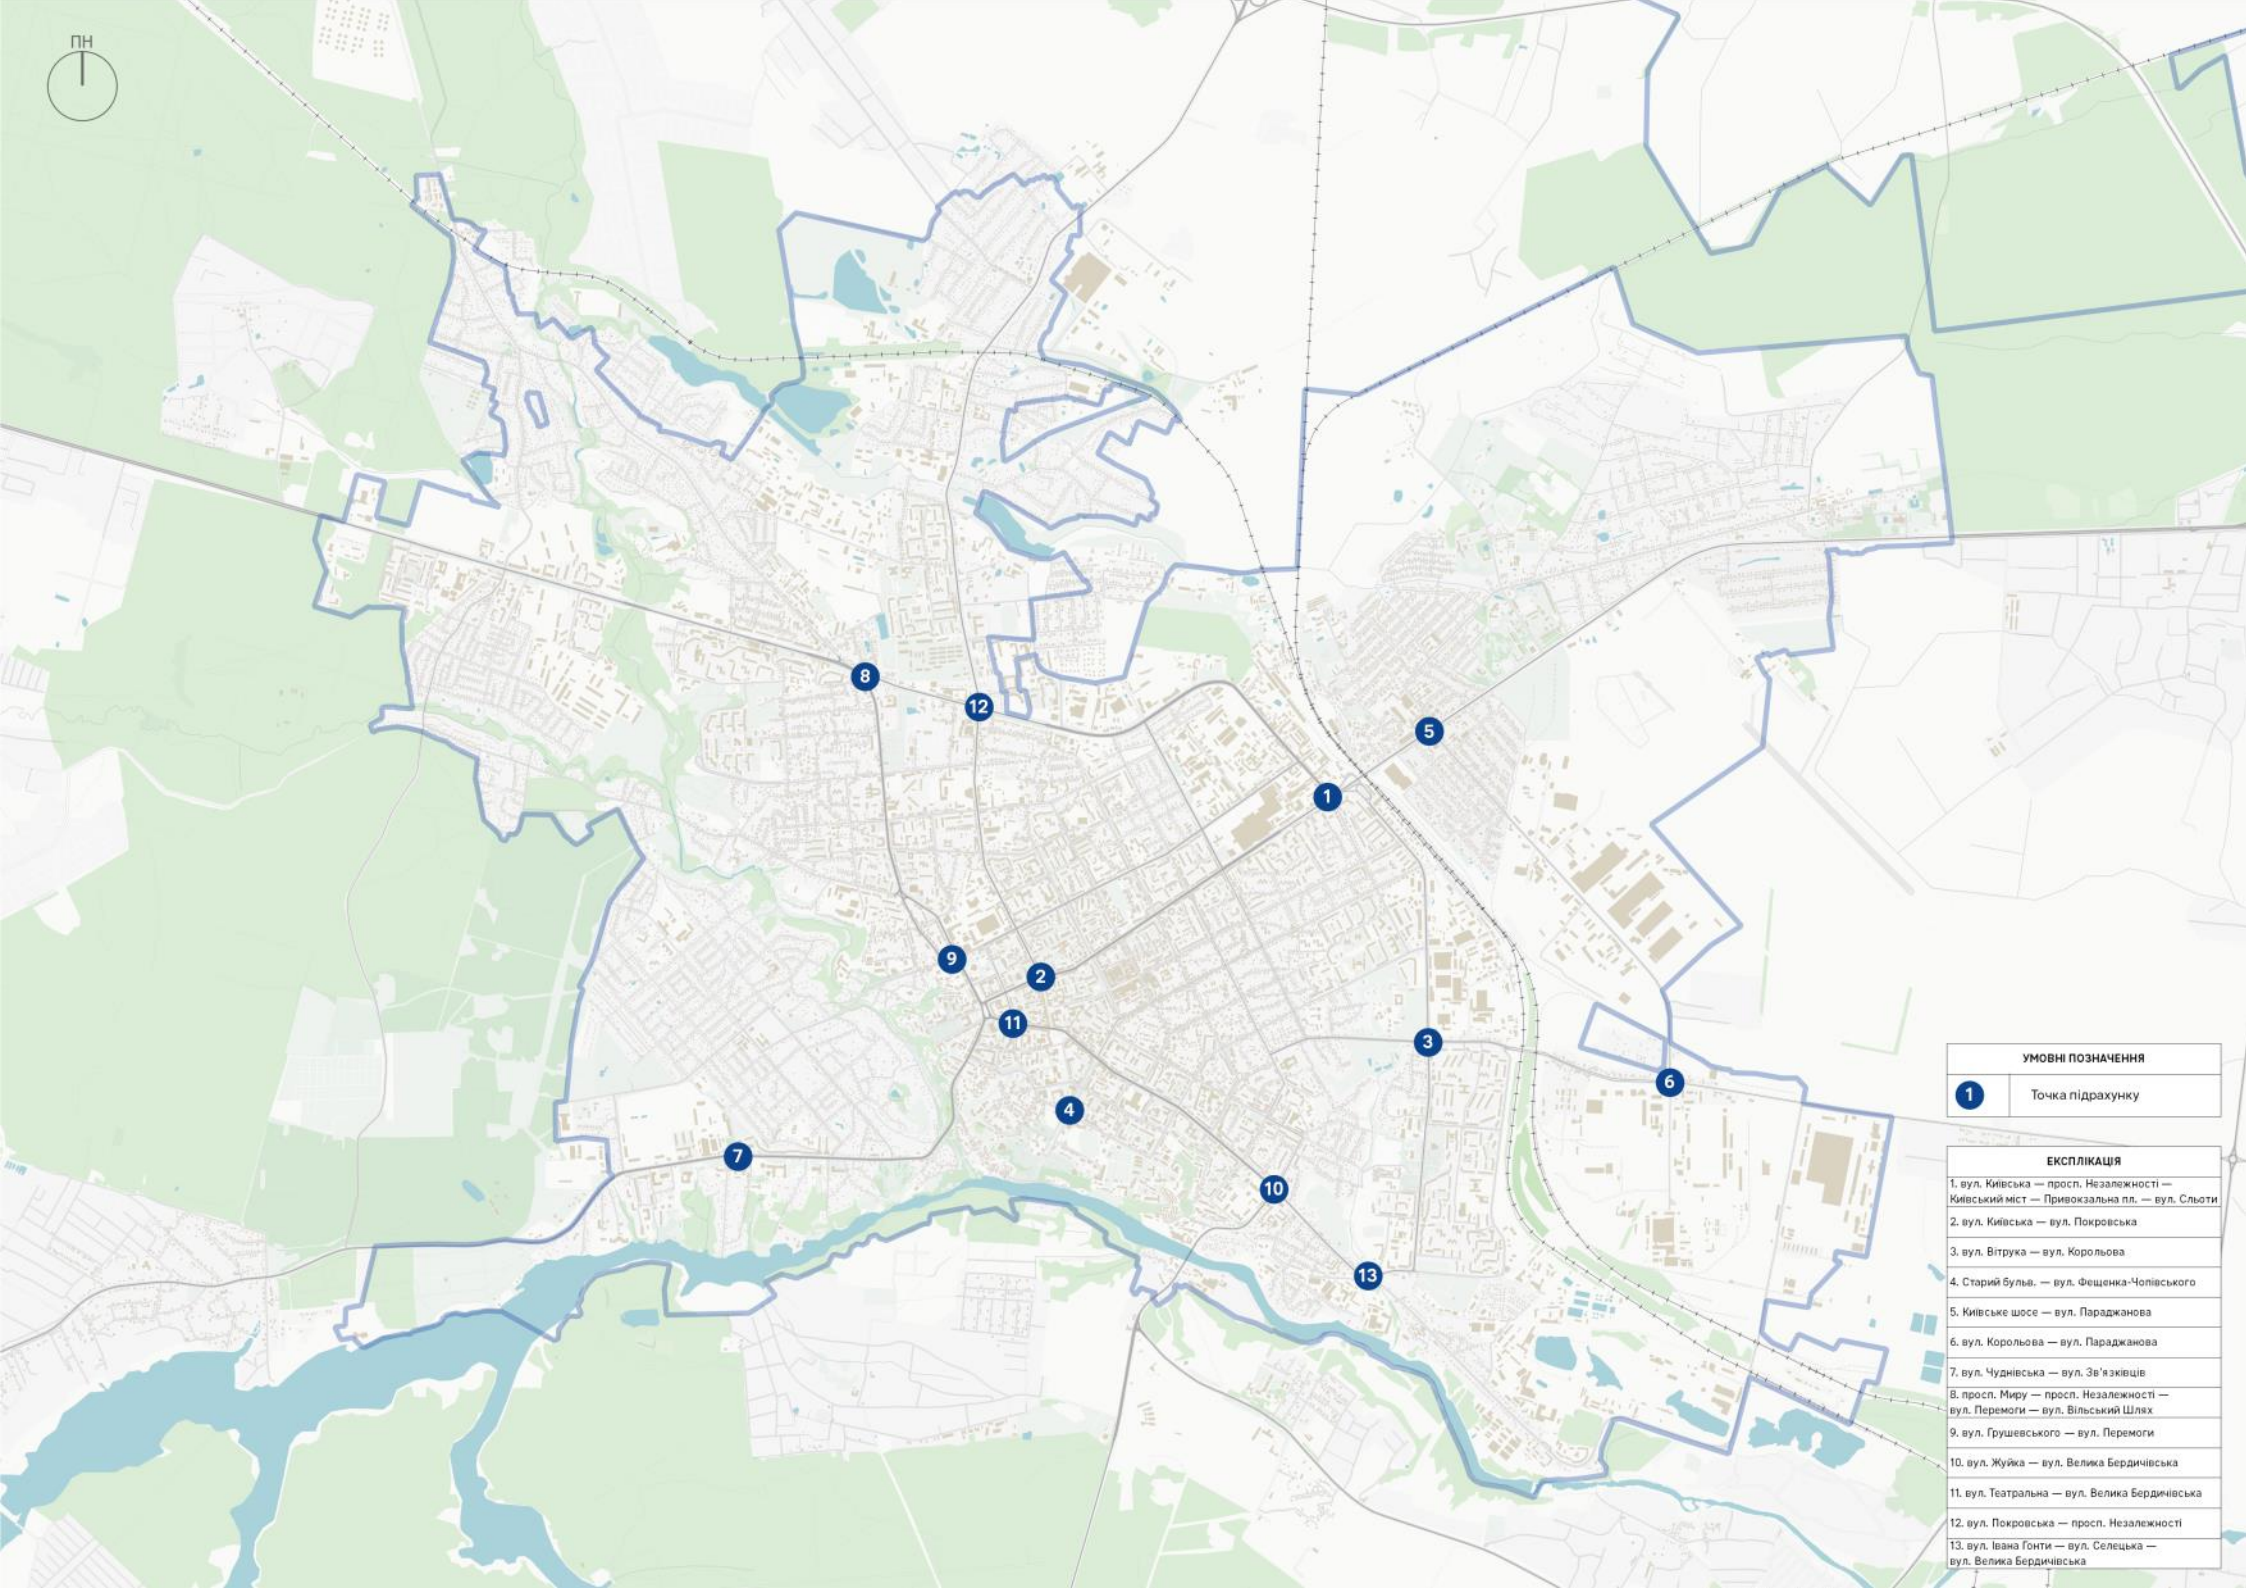 ПН
8
12
5
1
9
2
11
3
6
4
7
10
13
УМОВНІ ПОЗНАЧЕННЯ
1 Точка підрахунку
ЕКСПЛІКАЦІЯ
1. вул. Київська — просп. Незалежності —
Київський міст — Привокзальна пл. — вул. Сльоти
2. вул. Київська — вул. Покровська
3. вул. Вітрука — вул. Корольова
4. Старий бульв. — вул. Фещенка-Чопівського
5. Київське шосе — вул. Параджанова
6. вул. Корольова — вул. Параджанова
7. вул. Чуднівська — вул. Зв'язківців
8. просп. Миру — просп. Незалежності —
вул. Перемоги — вул. Вільський Шлях
9. вул. Грушевського — вул. Перемоги
10. вул. Жуйка — вул. Велика Бердичівська
11. вул. Театральна — вул. Велика Бердичівська
12. вул. Покровська — просп. Незалежності
13. вул. Івана Гонти — вул. Селецька —
вул. Велика Бердичівська